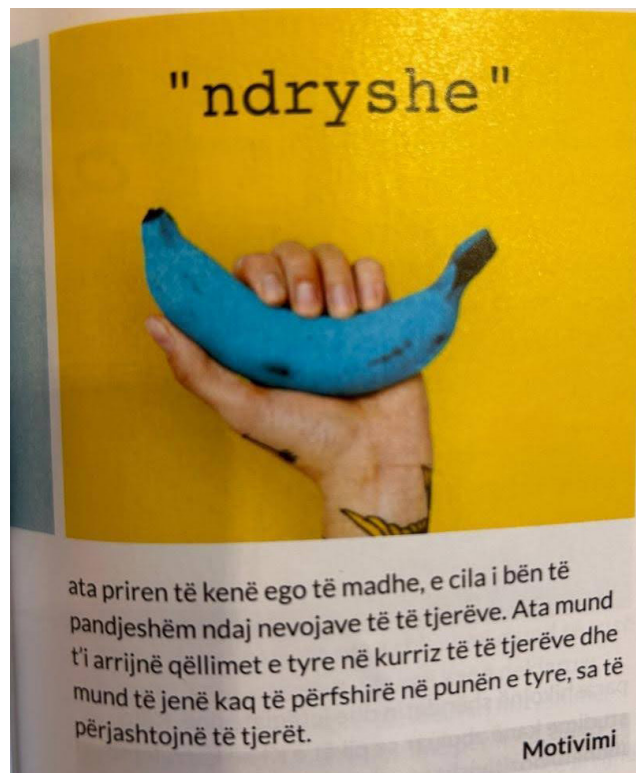 "ndryshe"
ata priren të kenë ego të madhe, e cila i bën të
pandjeshëm ndaj nevojave të të tjerëve. Ata mund
t'i arrijnë qëllimet e tyre në kurriz të të tjerëve dhe
mund të jenë kaq të përfshirë në punën e tyre, sa të
përjashtojnë të tjerët.
Motivimi